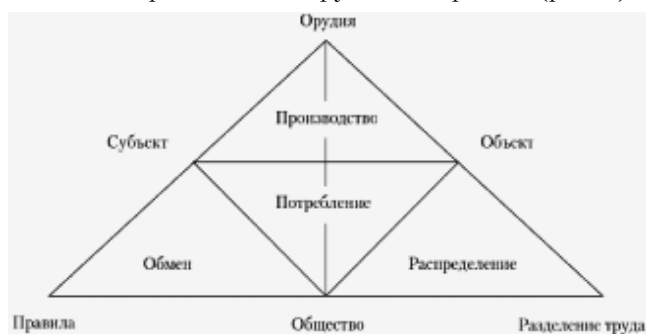 Орудия
Производство
Субъект
Объект
Потребление
Обмен
Распределение
Правила
Общество
Разделение труда